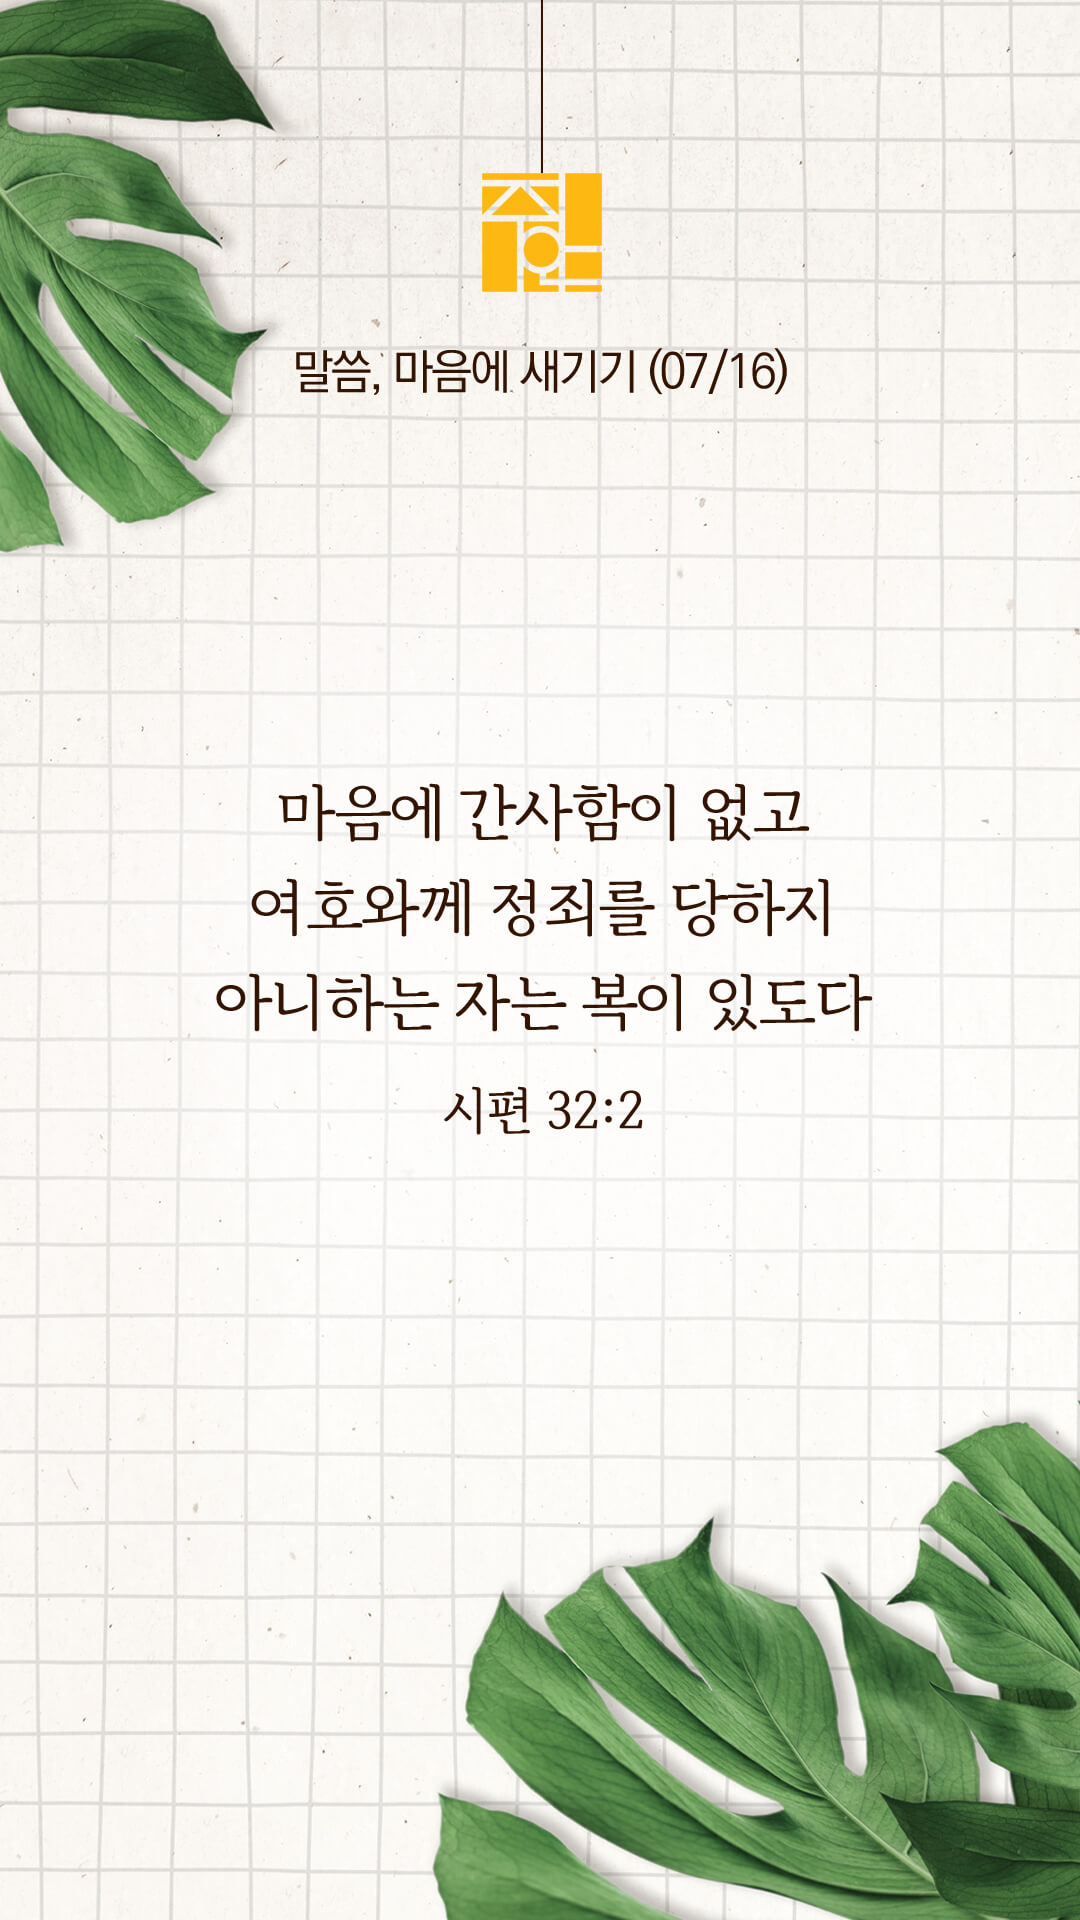 말씀, 마음에 새기기 (07/16)
마음에 간사함이 없고
여호와께 정죄를 당하지
아니하는 자는 복이 있도다
시편 32:2